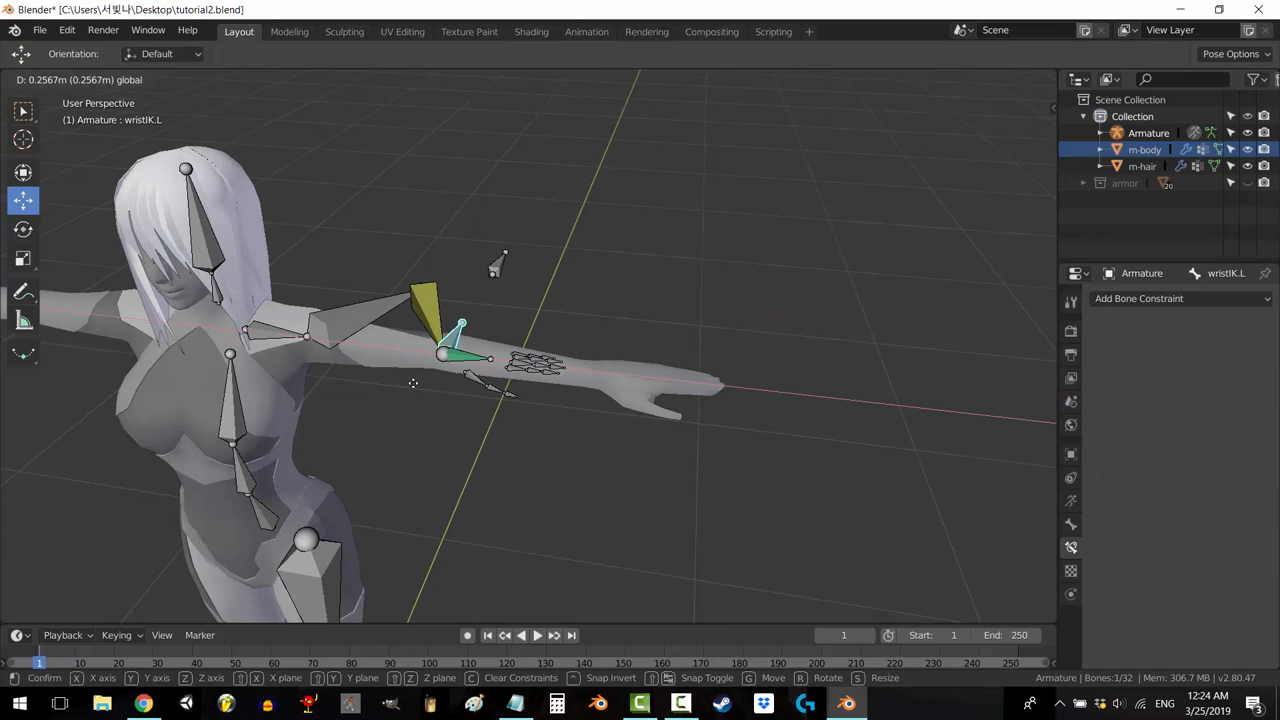 Blender* [C:\Users\서빛나\Desktop\tutorial2.blend]
File Edit Render Window Help Layout Modeling Sculpting UV Editing Texture Paint Shading Animation Rendering Compositing Scripting + Scene View Layer
Orientation: Default Pose Options
D: 0.2567m (0.2567m) global
User Perspective
(1) Armature : wristIK.L
Scene Collection
Collection
Armature
m-body
m-hair
armor 20
Armature wristIK.L
Add Bone Constraint
Playback Keying View Marker 1 Start: 1 End: 250
1 10 20 30 40 50 60 70 80 90 100 110 120 130 140 150 160 170 180 190 200 210 220 230 240 250
Confirm X X axis Y Y axis Z Z axis X X plane Y Y plane Z Z plane C Clear Constraints Snap Invert Snap Toggle G Move R Rotate S Resize Armature | Bones:1/32 | Mem: 306.7 MB | v2.80.47
ENG 12:24 AM
3/25/2019 3